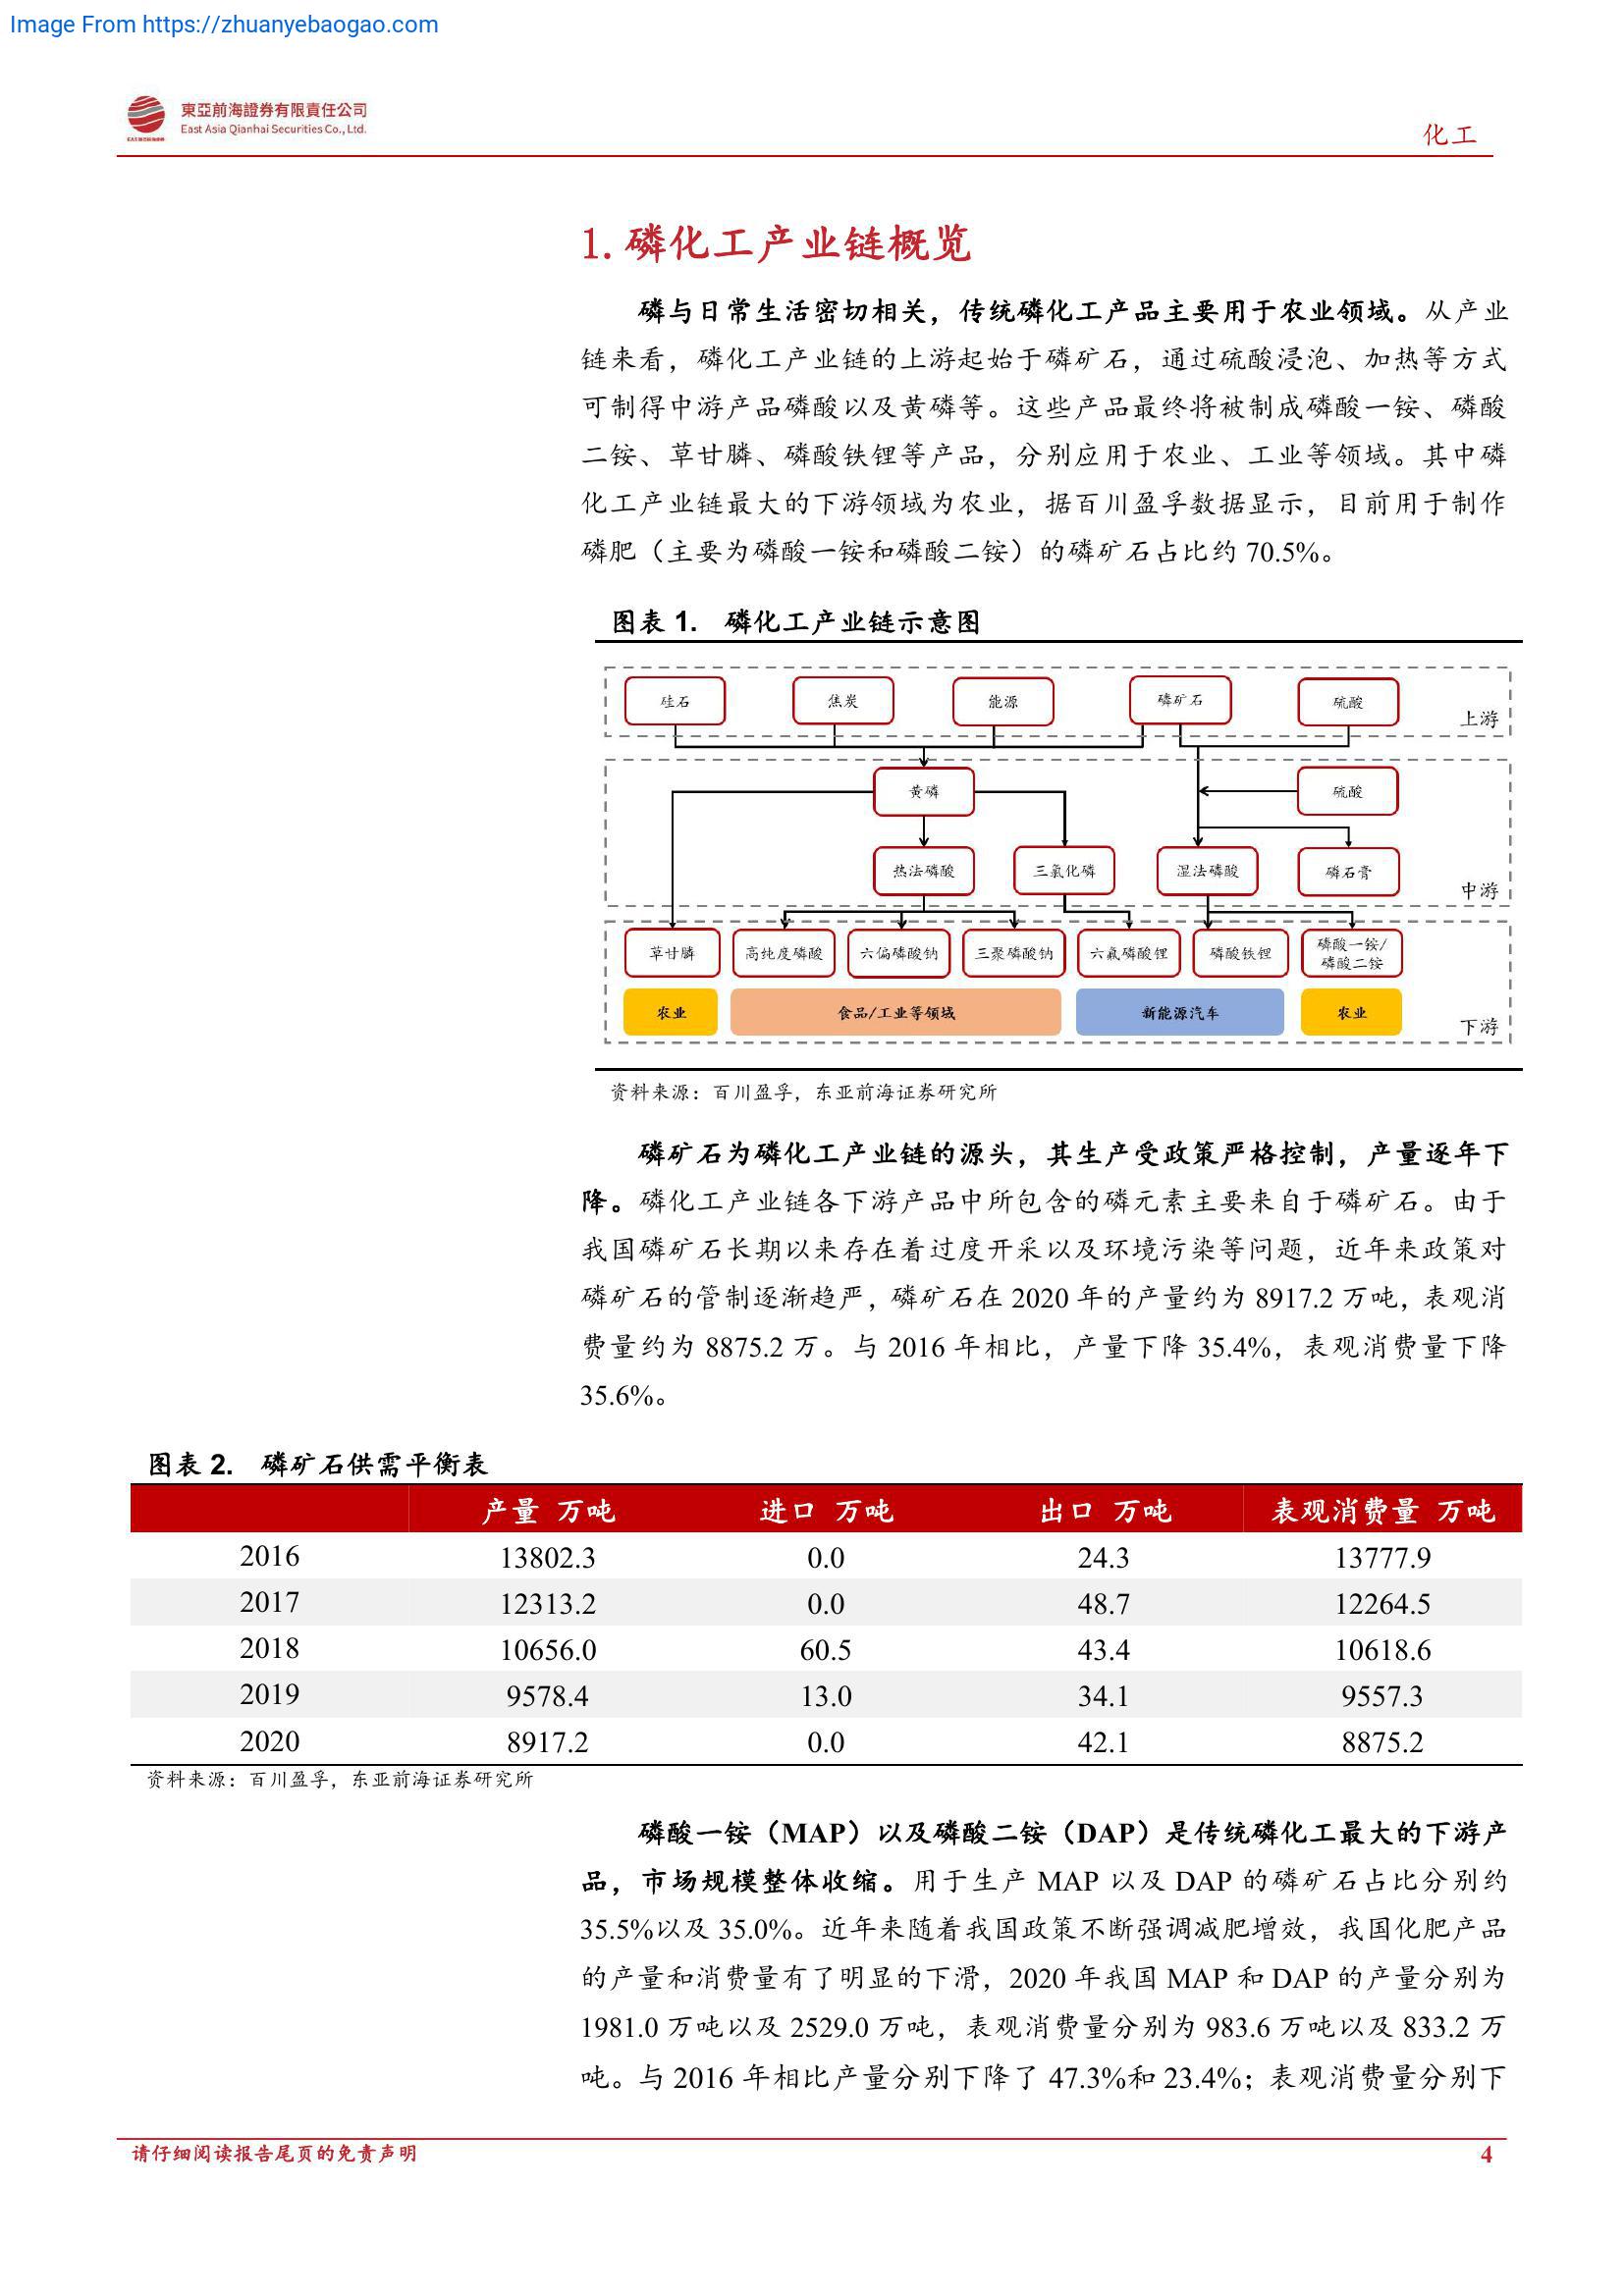 Image From https://zhuanyebaogao.com
東亞前海證券有限責任公司
East Asia Qianhai Securities Co., Ltd.
化工
1. 磷化工产业链概览
磷与日常生活密切相关，传统磷化工产品主要用于农业领域。从产业
链来看，磷化工产业链的上游起始于磷矿石，通过硫酸浸泡、加热等方式
可制得中游产品磷酸以及黄磷等。这些产品最终将被制成磷酸一铵、磷酸
二铵、草甘膦、磷酸铁锂等产品，分别应用于农业、工业等领域。其中磷
化工产业链最大的下游领域为农业，据百川盈孚数据显示，目前用于制作
磷肥（主要为磷酸一铵和磷酸二铵）的磷矿石占比约 70.5%。
图表 1. 磷化工产业链示意图
硅石 焦炭 能源 磷矿石 硫酸
上游
黄磷 硫酸
热法磷酸 三氯化磷 湿法磷酸 磷石膏
中游
草甘膦 高纯度磷酸 六偏磷酸钠 三聚磷酸钠 六氟磷酸锂 磷酸铁锂 磷酸一铵/
磷酸二铵
农业 食品/工业等领域 新能源汽车 农业
下游
资料来源：百川盈孚，东亚前海证券研究所
磷矿石为磷化工产业链的源头，其生产受政策严格控制，产量逐年下
降。磷化工产业链各下游产品中所包含的磷元素主要来自于磷矿石。由于
我国磷矿石长期以来存在着过度开采以及环境污染等问题，近年来政策对
磷矿石的管制逐渐趋严，磷矿石在 2020 年的产量约为 8917.2 万吨，表观消
费量约为 8875.2 万。与 2016 年相比，产量下降 35.4%，表观消费量下降
35.6%。
图表 2. 磷矿石供需平衡表
产量 万吨 进口 万吨 出口 万吨 表观消费量 万吨
2016 13802.3 0.0 24.3 13777.9
2017 12313.2 0.0 48.7 12264.5
2018 10656.0 60.5 43.4 10618.6
2019 9578.4 13.0 34.1 9557.3
2020 8917.2 0.0 42.1 8875.2
资料来源：百川盈孚，东亚前海证券研究所
磷酸一铵（MAP）以及磷酸二铵（DAP）是传统磷化工最大的下游产
品，市场规模整体收缩。用于生产 MAP 以及 DAP 的磷矿石占比分别约
35.5%以及 35.0%。近年来随着我国政策不断强调减肥增效，我国化肥产品
的产量和消费量有了明显的下滑，2020 年我国 MAP 和 DAP 的产量分别为
1981.0 万吨以及 2529.0 万吨，表观消费量分别为 983.6 万吨以及 833.2 万
吨。与 2016 年相比产量分别下降了 47.3%和 23.4%；表观消费量分别下
请仔细阅读报告尾页的免责声明
4